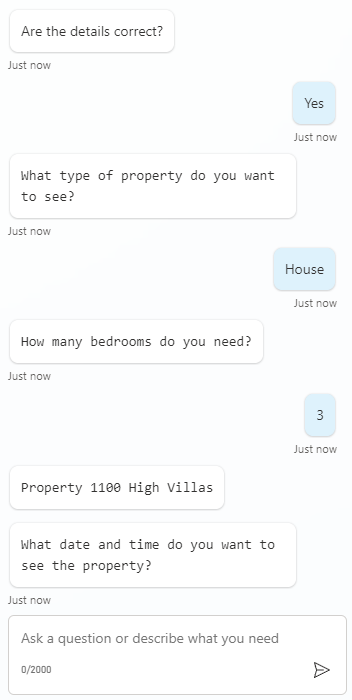 Are the details correct?
Just now
Yes
Just now
What type of property do you want
to see?
Just now
House
Just now
How many bedrooms do you need?
Just now
3
Just now
Property 1100 High Villas
What date and time do you want to
see the property?
Just now
Ask a question or describe what you need
0/2000